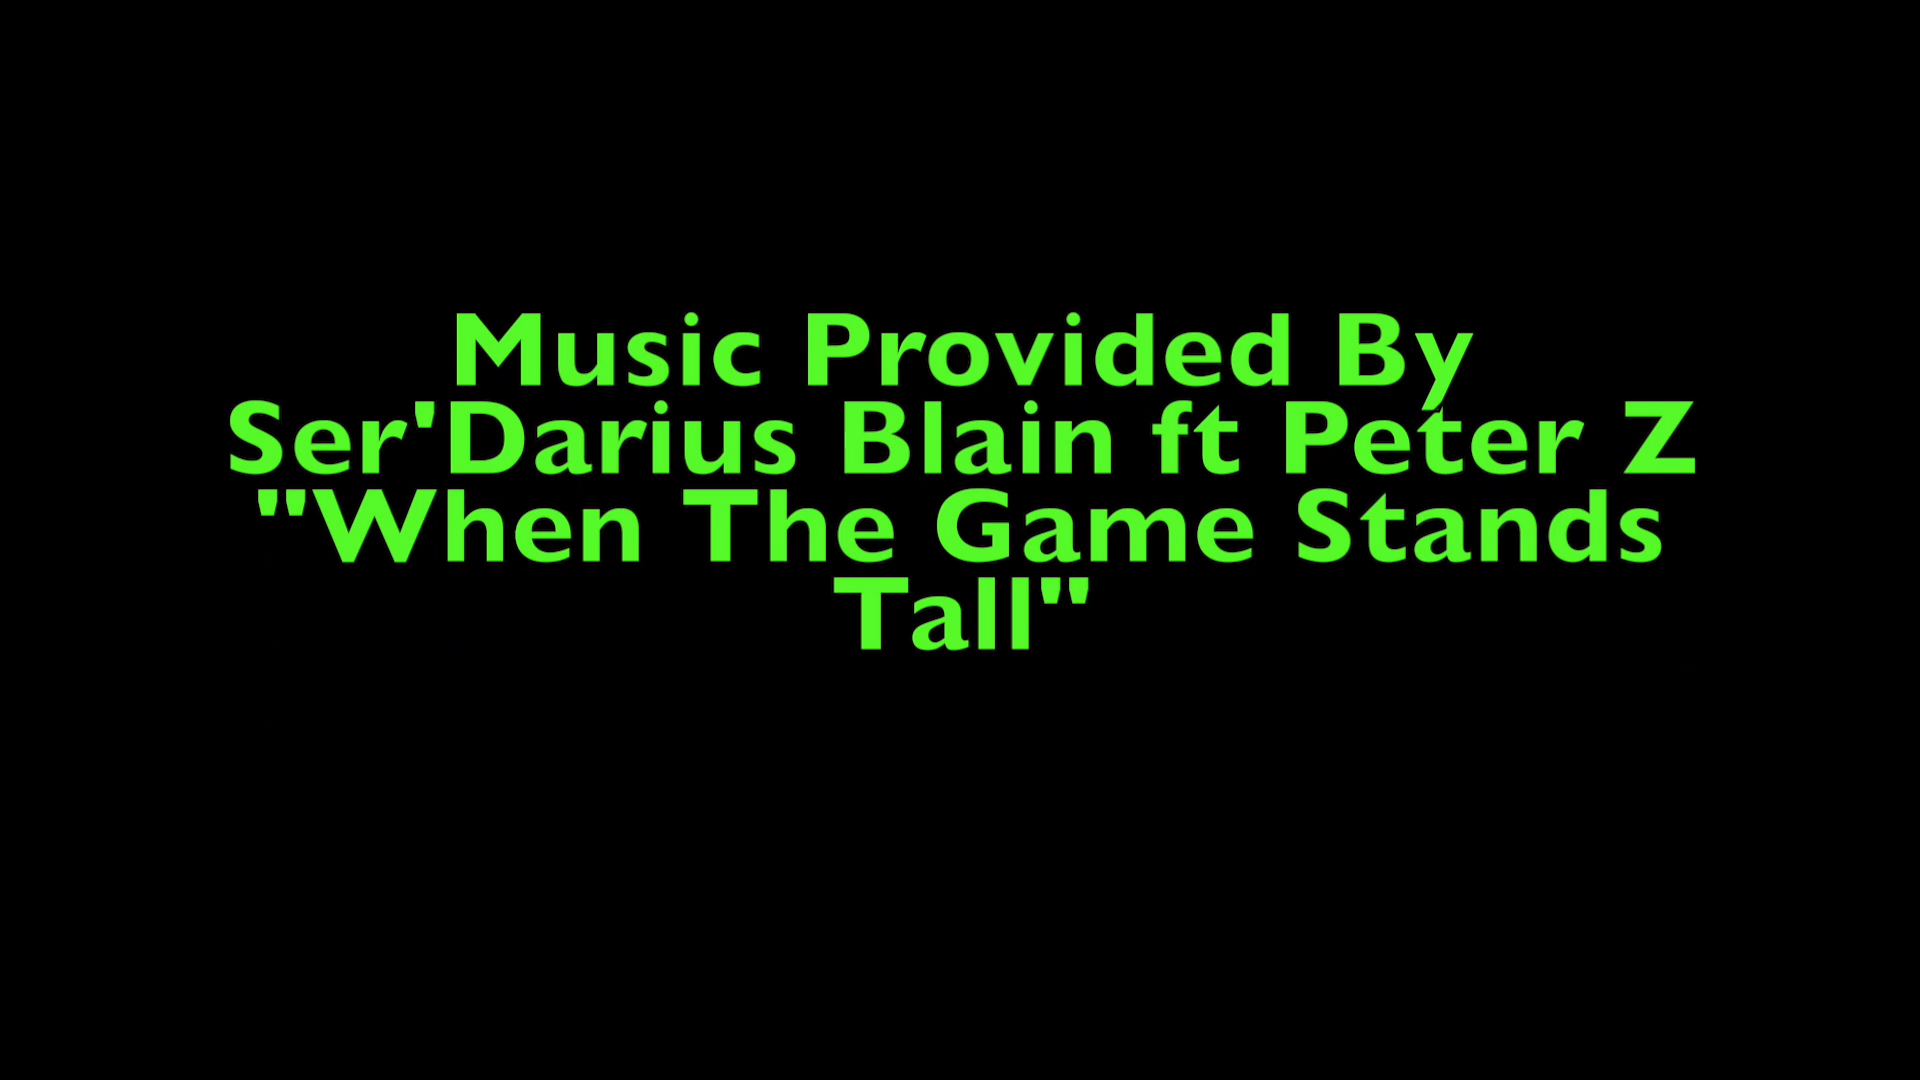 Music Provided By
Ser'Darius Blain ft Peter Z
"When The Game Stands
Tall"